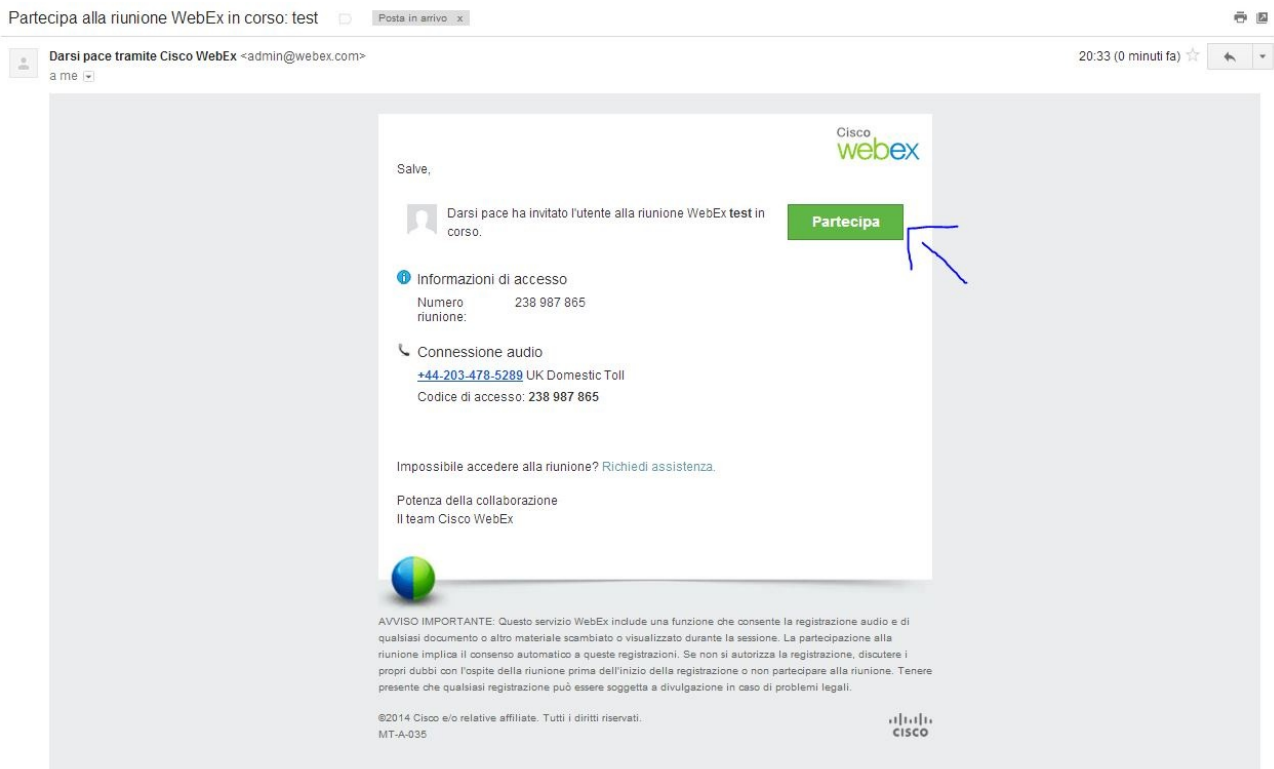 Partecipa alla riunione WebEx in corso: test
Posta in arrivo x
Darsi pace tramite Cisco WebEx <admin@webex.com>
20:33 (0 minuti fa)
a me
Cisco
webex
Salve,
Darsi pace ha invitato l'utente alla riunione WebEx test in
corso.
Partecipa
Informazioni di accesso
Numero 238 987 865
riunione:
Connessione audio
+44-203-478-5289 UK Domestic Toll
Codice di accesso: 238 987 865
Impossibile accedere alla riunione? Richiedi assistenza.
Potenza della collaborazione
Il team Cisco WebEx
AVVISO IMPORTANTE: Questo servizio WebEx include una funzione che consente la registrazione audio e di
qualsiasi documento o altro materiale scambiato o visualizzato durante la sessione. La partecipazione alla
riunione implica il consenso automatico a queste registrazioni. Se non si autorizza la registrazione, discutere i
propri dubbi con l'ospite della riunione prima dell'inizio della registrazione o non partecipare alla riunione. Tenere
presente che qualsiasi registrazione può essere soggetta a divulgazione in caso di problemi legali.
©2014 Cisco e/o relative affiliate. Tutti i diritti riservati.
MT-A-035
CISCO